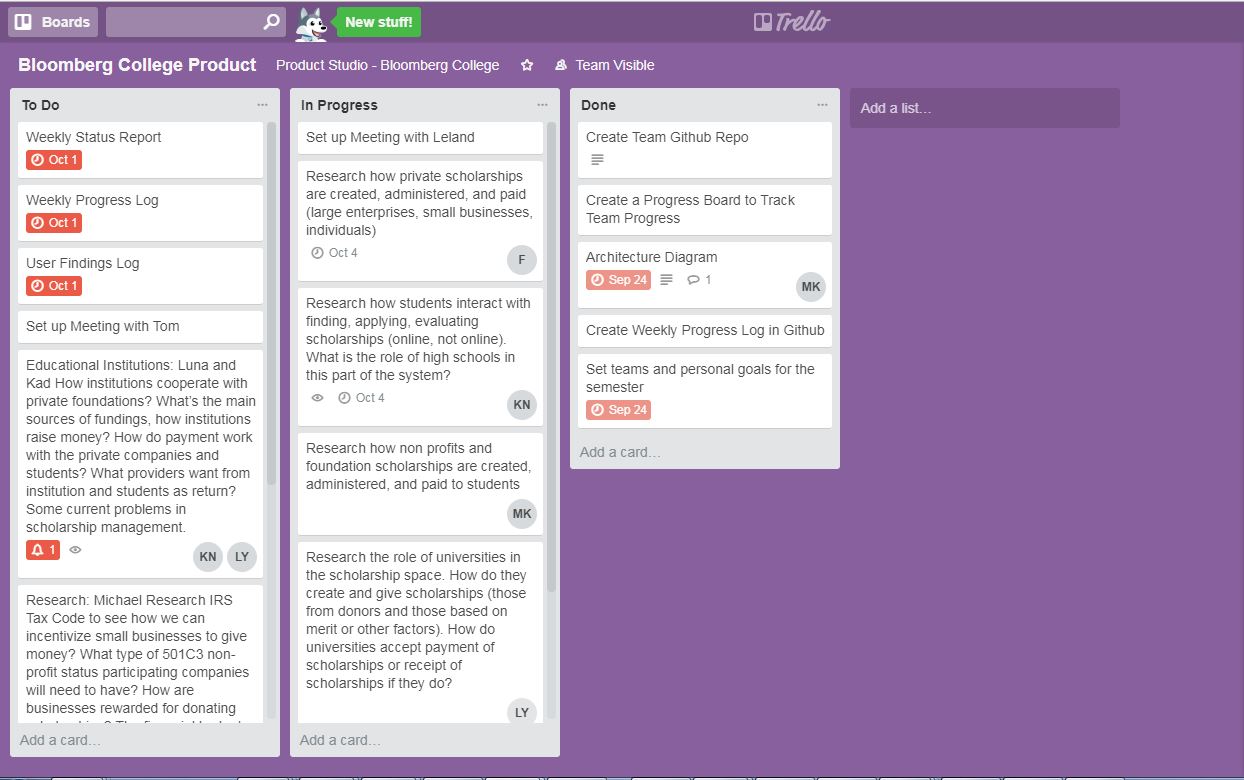 Boards
New stuff!
Trello
Bloomberg College Product
Product Studio - Bloomberg College
Team Visible
To Do
Weekly Status Report
Oct 1
Weekly Progress Log
Oct 1
User Findings Log
Oct 1
Set up Meeting with Tom
Educational Institutions: Luna and
Kad How institutions cooperate with
private foundations? What's the main
sources of fundings, how institutions
raise money? How do payment work
with the private companies and
students? What providers want from
institution and students as return?
Some current problems in
scholarship management.
1
KN
LY
Research: Michael Research IRS
Tax Code to see how we can
incentivize small businesses to give
money? What type of 501C3 non-
profit status participating companies
will need to have? How are
businesses rewarded for donating
Add a card...
In Progress
Set up Meeting with Leland
Research how private scholarships
are created, administered, and paid
(large enterprises, small businesses,
individuals)
Oct 4
F
Research how students interact with
finding, applying, evaluating
scholarships (online, not online).
What is the role of high schools in
this part of the system?
Oct 4
KN
Research how non profits and
foundation scholarships are created,
administered, and paid to students
MK
Research the role of universities in
the scholarship space. How do they
create and give scholarships (those
from donors and those based on
merit or other factors). How do
universities accept payment of
scholarships or receipt of
scholarships if they do?
LY
Add a card...
Done
Create Team Github Repo
Create a Progress Board to Track
Team Progress
Architecture Diagram
Sep 24
1
MK
Create Weekly Progress Log in Github
Set teams and personal goals for the
semester
Sep 24
Add a card...
Add a list...